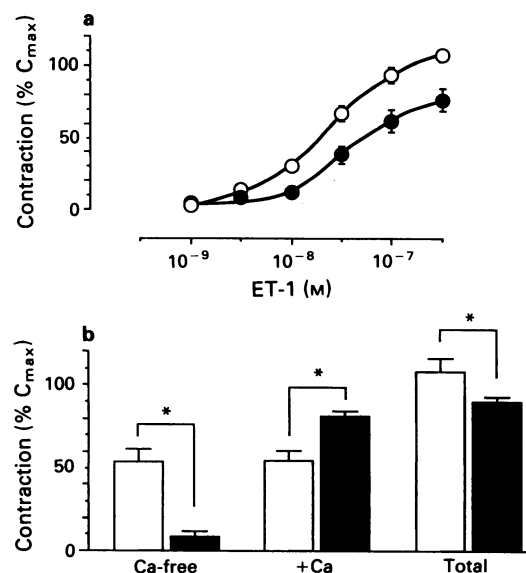 a
Contraction (% Cmax)
100
50
0
10⁻⁹ 10⁻⁸ 10⁻⁷
ET-1 (M)
b
Contraction (% Cmax)
100
50
0
* * *
Ca-free +Ca Total